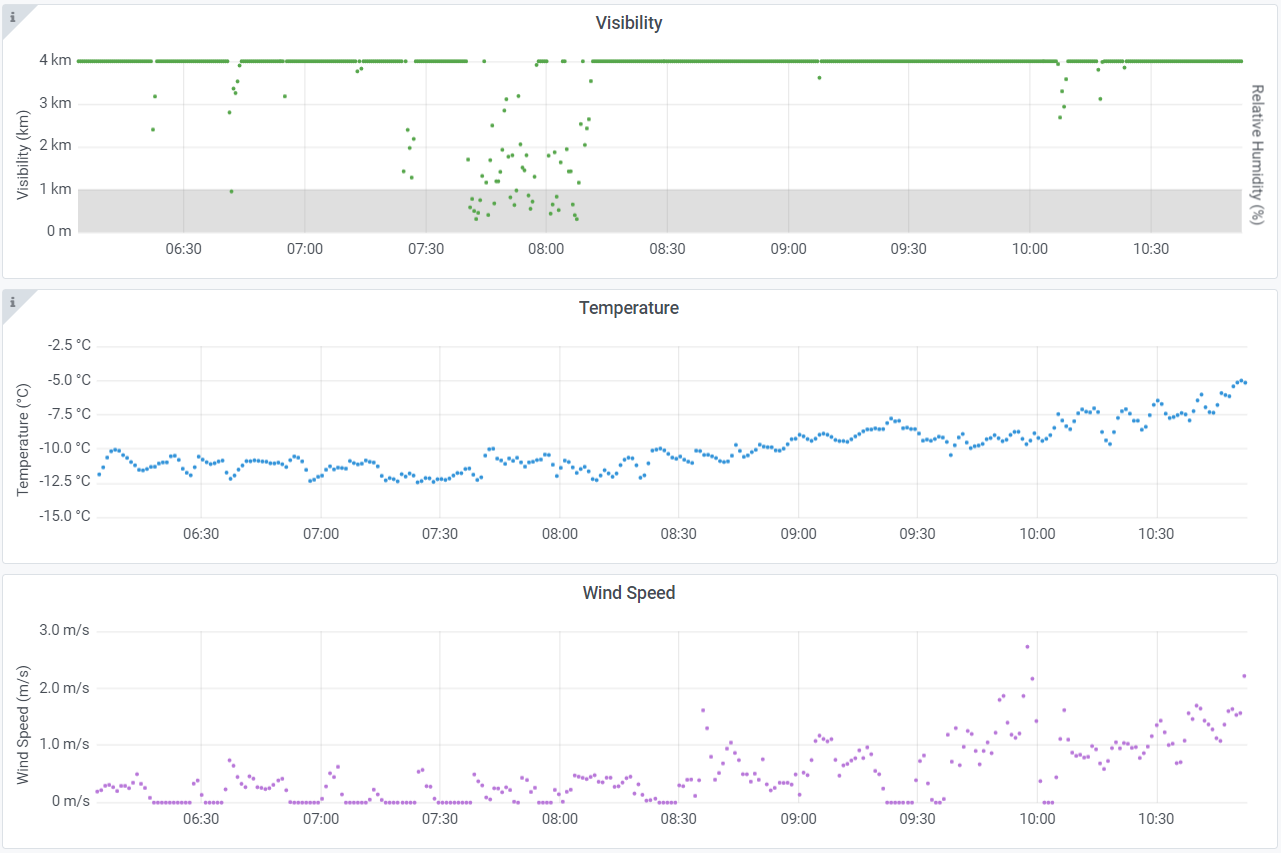 i
Visibility
4 km
3 km
2 km
1 km
0 m
Visibility (km)
Relative Humidity (%)
06:30 07:00 07:30 08:00 08:30 09:00 09:30 10:00 10:30
i
Temperature
-2.5 °C
-5.0 °C
-7.5 °C
-10.0 °C
-12.5 °C
-15.0 °C
Temperature (°C)
06:30 07:00 07:30 08:00 08:30 09:00 09:30 10:00 10:30
Wind Speed
3.0 m/s
2.0 m/s
1.0 m/s
0 m/s
Wind Speed (m/s)
06:30 07:00 07:30 08:00 08:30 09:00 09:30 10:00 10:30